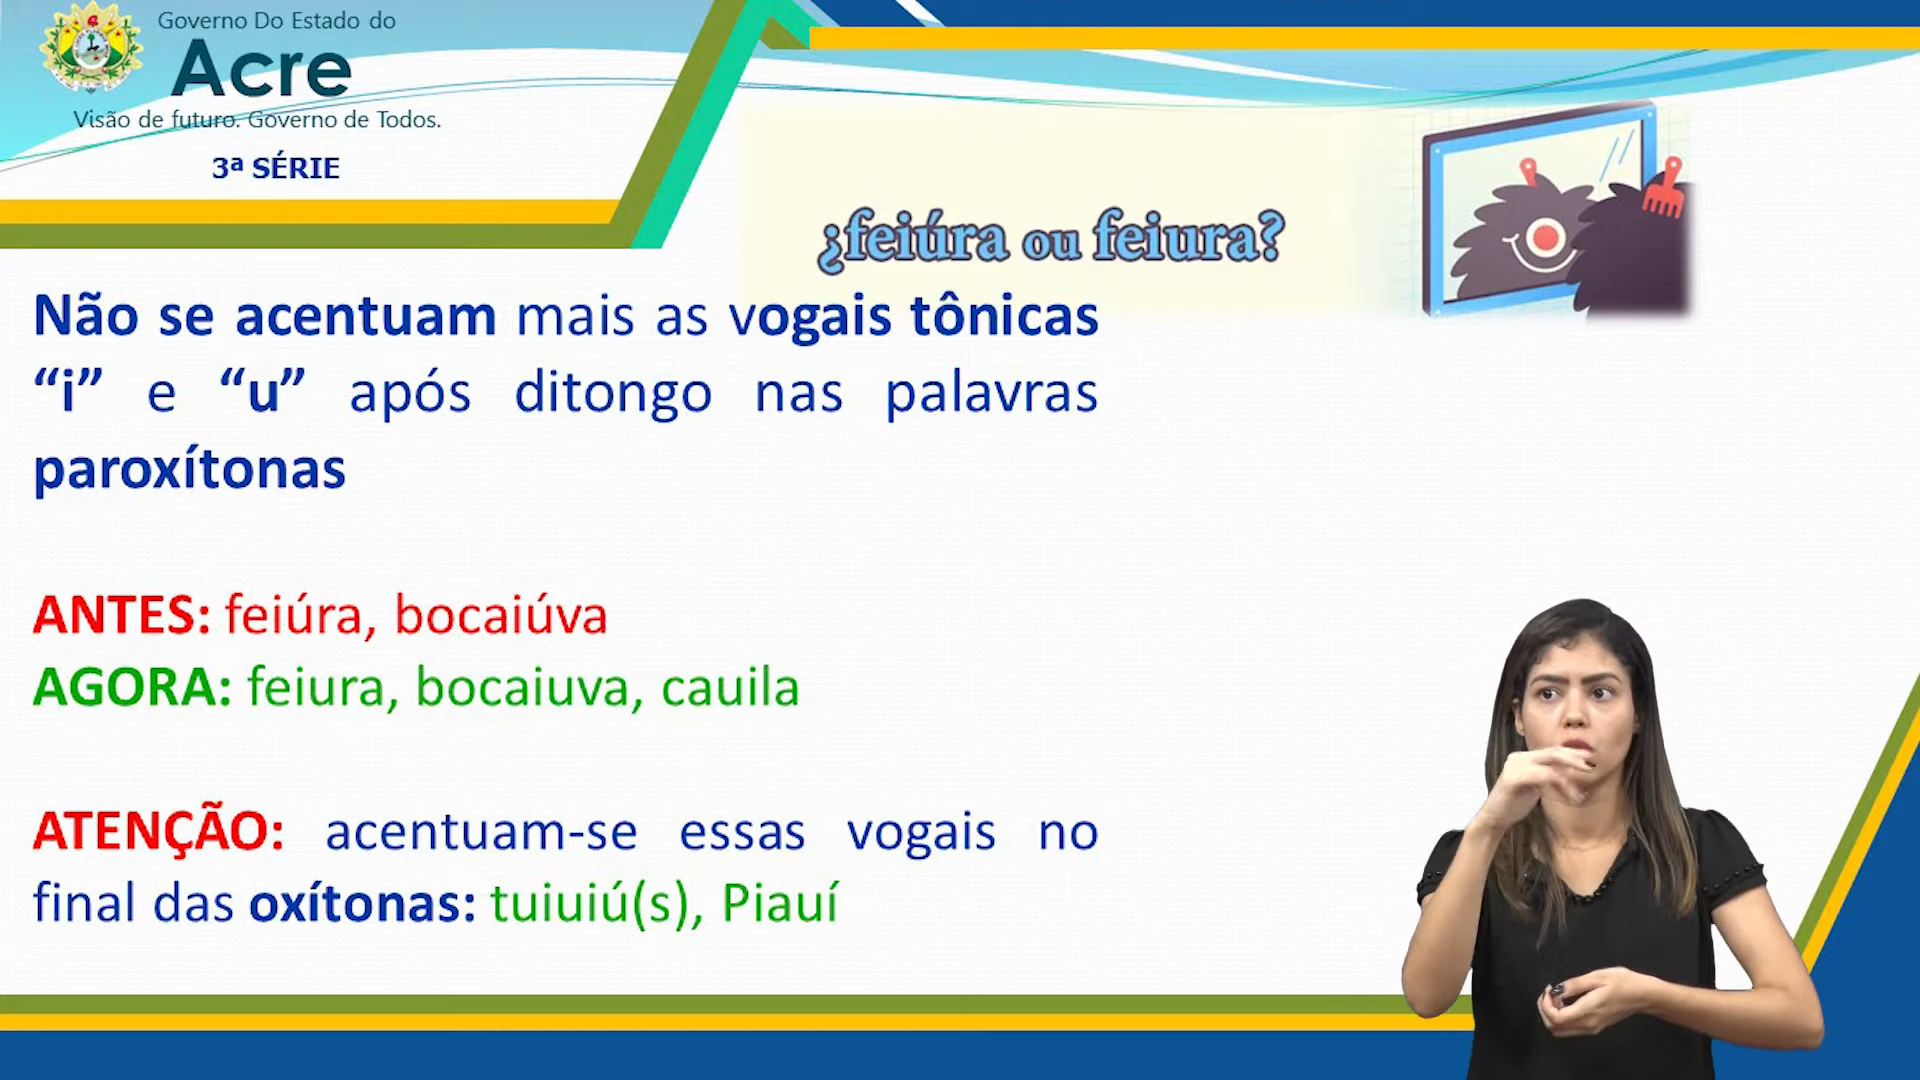 Governo Do Estado do
Acre
Visão de futuro. Governo de Todos.
3ª SÉRIE
¿feiúra ou feiura?
Não se acentuam mais as vogais tônicas
“i” e “u” após ditongo nas palavras
paroxítonas
ANTES: feiúra, bocaiúva
AGORA: feiura, bocaiuva, cauila
ATENÇÃO: acentuam-se essas vogais no
final das oxítonas: tuiuiú(s), Piauí